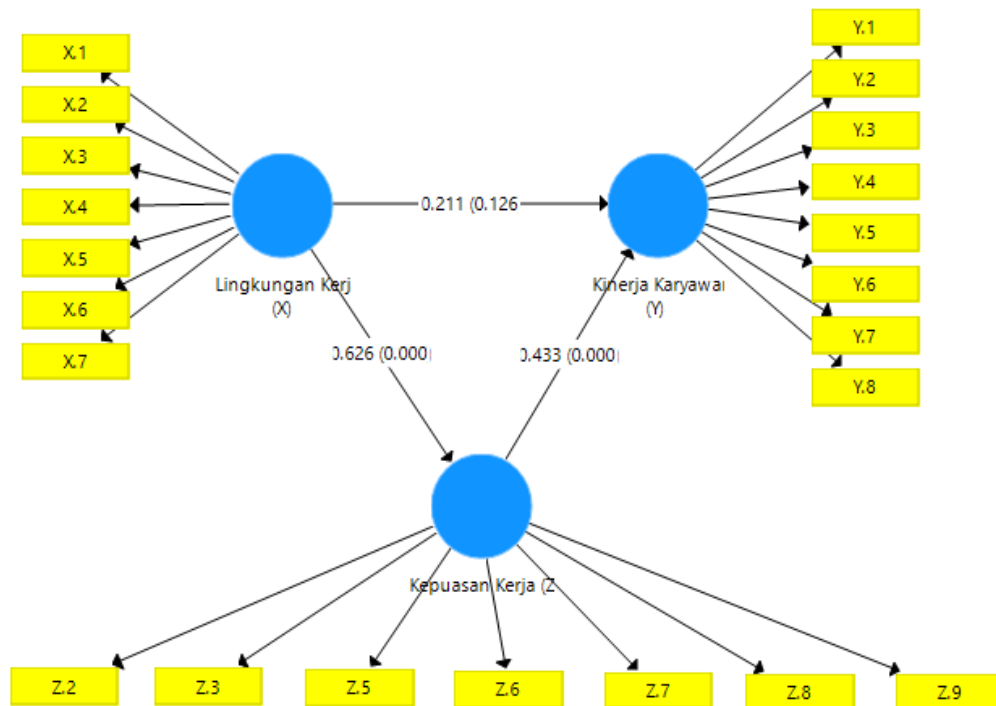 X.1
X.2
X.3
X.4
X.5
X.6
X.7
Lingkungan Kerj
(X)
0.211 (0.126
Kinerja Karyawar
(Y)
Y.1
Y.2
Y.3
Y.4
Y.5
Y.6
Y.7
Y.8
0.626 (0.000)
0.433 (0.000)
Kepuasan Kerja (Z
Z.2
Z.3
Z.5
Z.6
Z.7
Z.8
Z.9